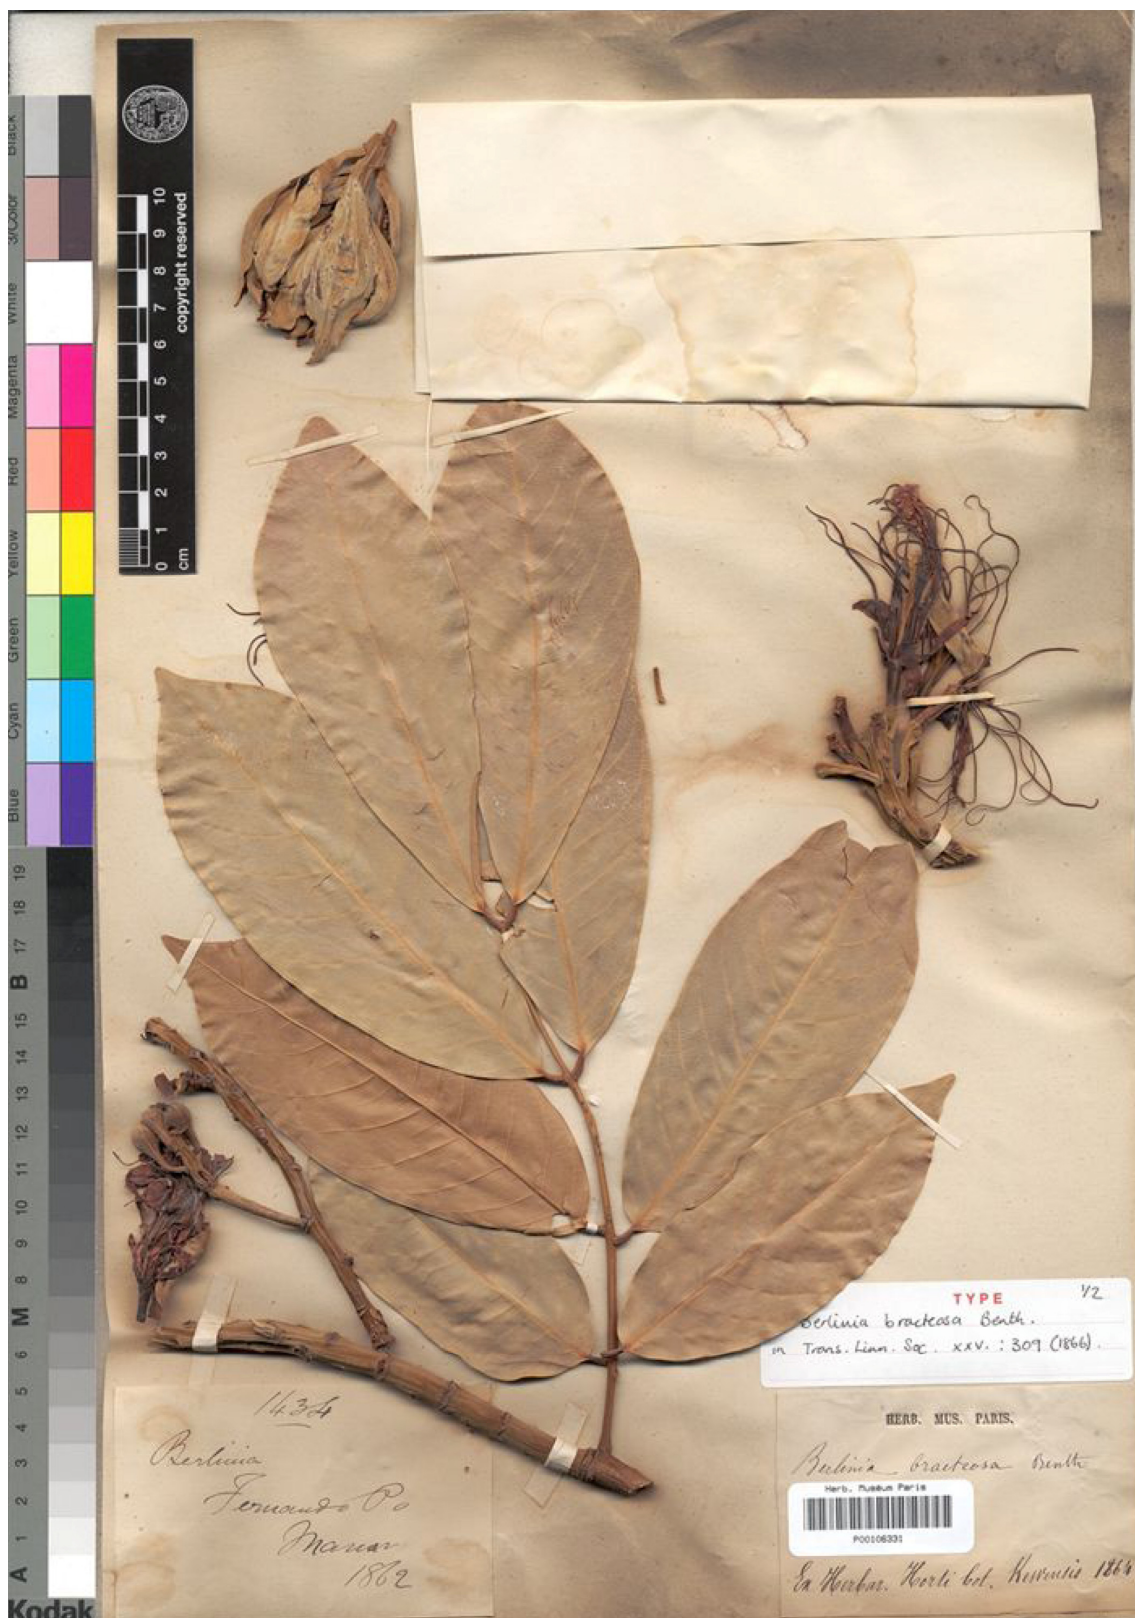 copyright reserved
10
9
8
7
6
5
4
3
2
1
0
cm
Black
3/Color
White
Magenta
Red
Yellow
Green
Cyan
Blue
19
18
17
B
15
14
13
12
11
10
9
8
M
6
5
4
3
2
1
A
Kodak
TYPE
1/2
Berlinia bracteosa Benth.
in Trans. Linn. Soc. xxv. : 309 (1866).
1434
Berlinia
Fernando Po
Mann
1862
HERB. MUS. PARIS.
Berlinia bracteosa Benth
Herb. Museum Paris
P00106331
Ex Herbar. Horti bot. Kewensis 1864